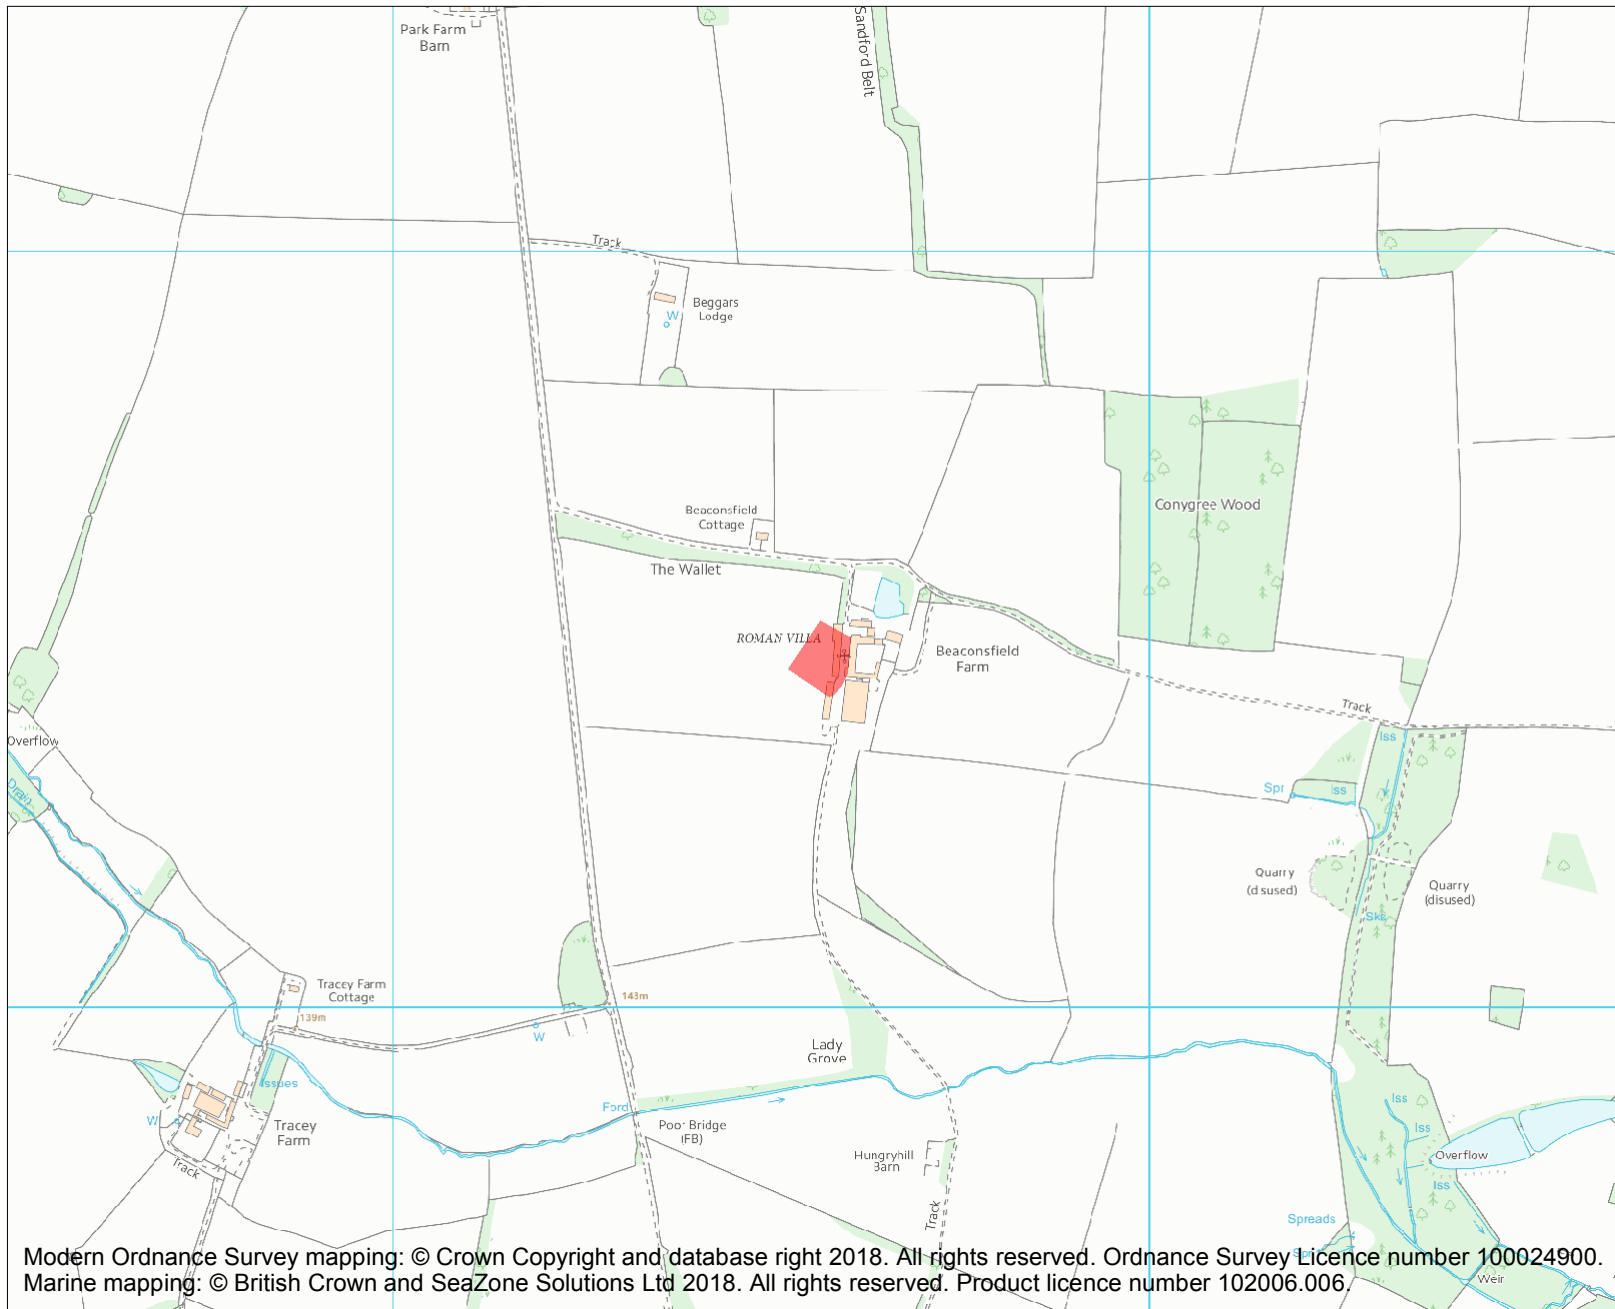 Park Farm
Barn
Sandford Belt
Track
Beggars
Lodge
W
Conygree Wood
Beaconsfield
Cottage
The Wallet
ROMAN VILLA
Beaconsfield
Farm
Track
Overflow
Drain
Iss
Spr
Iss
Quarry
(disused)
Quarry
(disused)
Tracey Farm
Cottage
143m
139m
W
Lady
Grove
Issues
Ford
W
Tracey
Farm
Poor Bridge
(FB)
Iss
Iss
Hungryhill
Barn
Overflow
Track
Iss
Track
Spreads
Spr
Modern Ordnance Survey mapping: © Crown Copyright and database right 2018. All rights reserved. Ordnance Survey Licence number 100024900.
Marine mapping: © British Crown and SeaZone Solutions Ltd 2018. All rights reserved. Product licence number 102006.006.
Weir